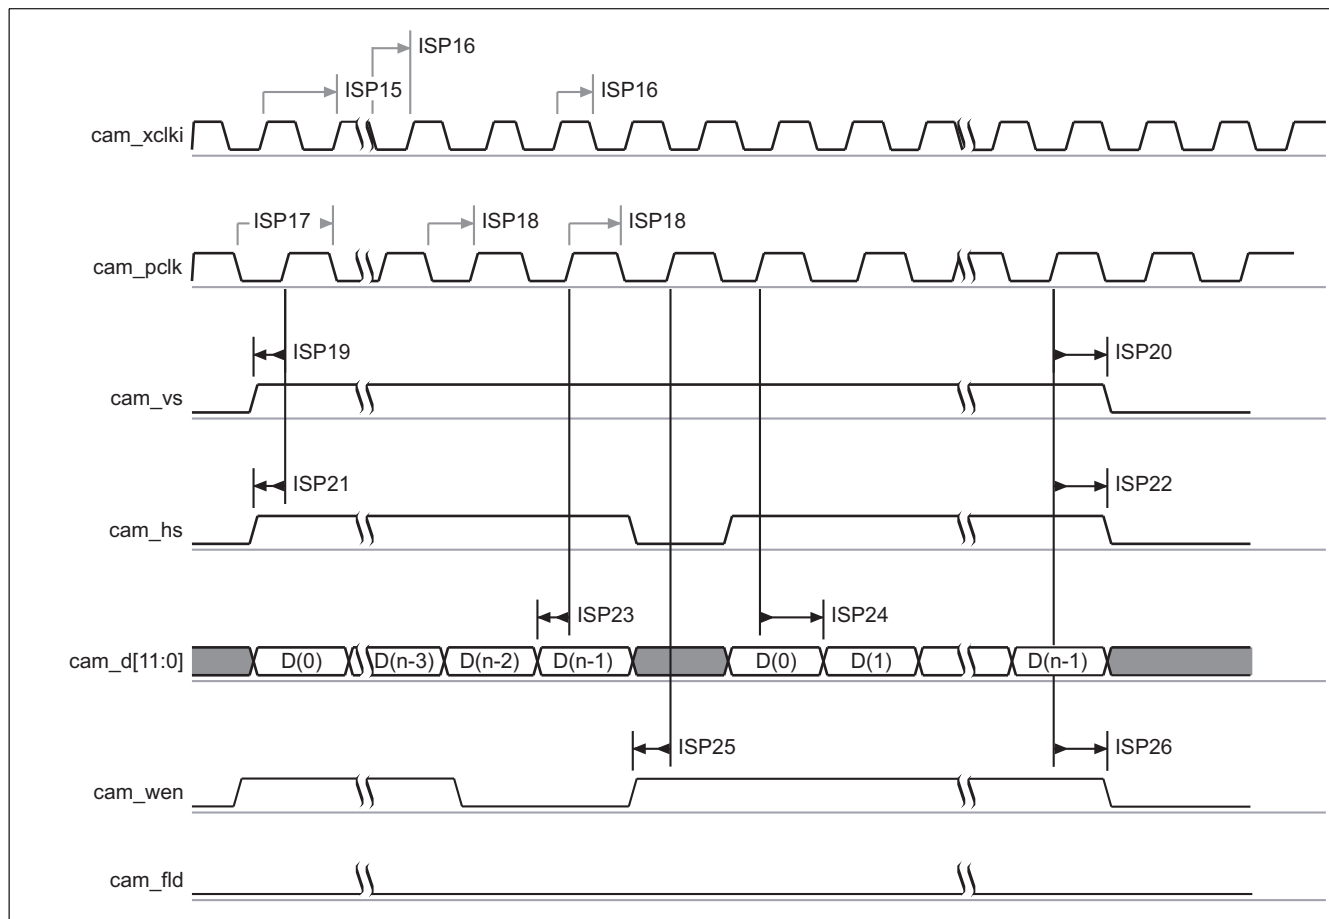 ISP16
ISP15
ISP16
cam_xclki
ISP17
ISP18
ISP18
cam_pclk
ISP19
ISP20
cam_vs
ISP21
ISP22
cam_hs
ISP23
ISP24
cam_d[11:0]
D(0)
D(n-3)
D(n-2)
D(n-1)
D(0)
D(1)
D(n-1)
ISP25
ISP26
cam_wen
cam_fld